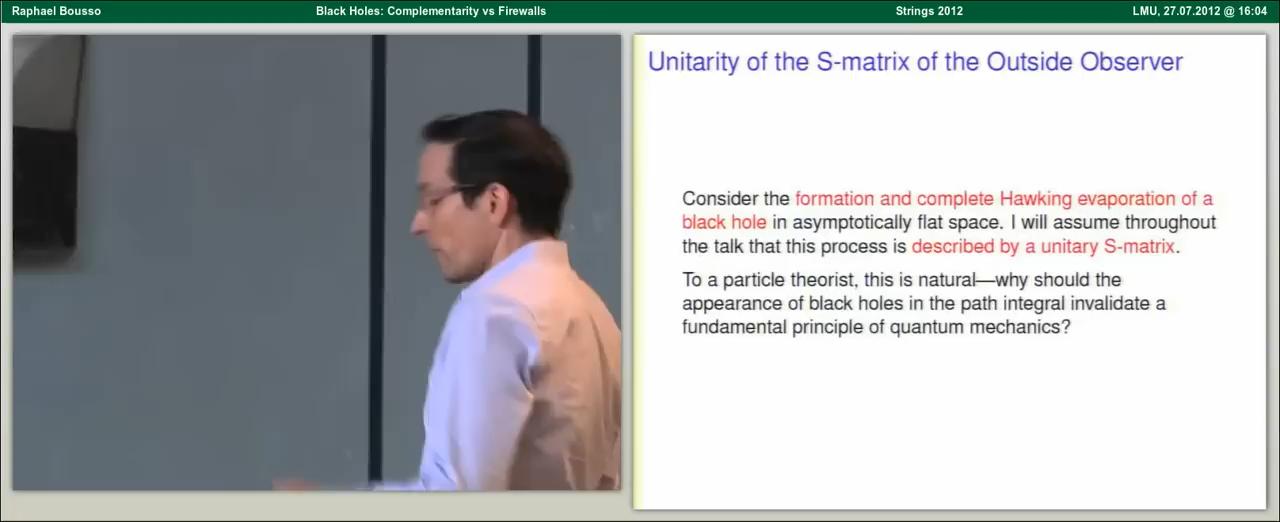 Raphael Bousso Black Holes: Complementarity vs Firewalls Strings 2012 LMU, 27.07.2012 @ 16:04
Unitarity of the S-matrix of the Outside Observer
Consider the formation and complete Hawking evaporation of a
black hole in asymptotically flat space. I will assume throughout
the talk that this process is described by a unitary S-matrix.
To a particle theorist, this is natural—why should the
appearance of black holes in the path integral invalidate a
fundamental principle of quantum mechanics?